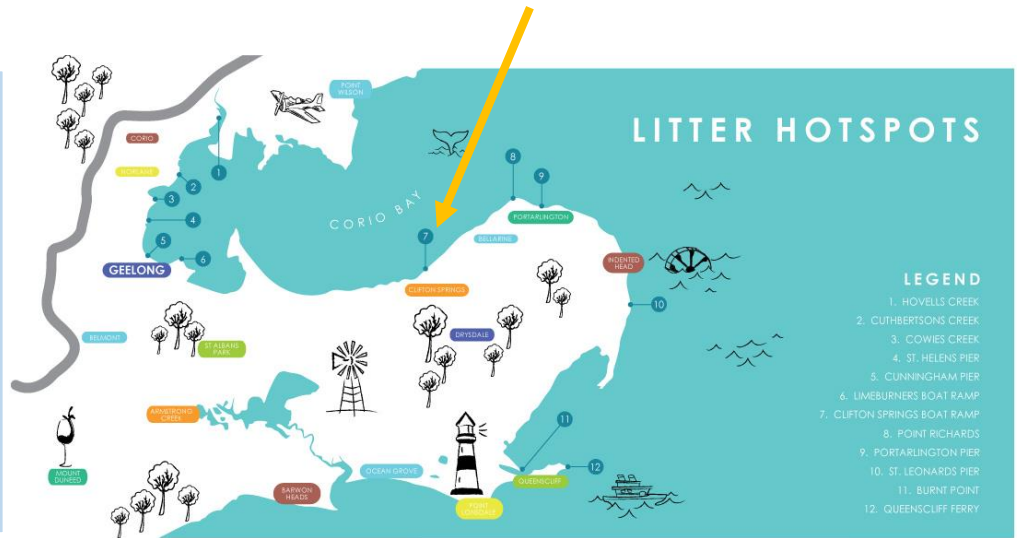 POINT
WILSON
LITTER HOTSPOTS
CORIO
NORLANE
1
2
3
4
5
6
GEELONG
CORIO BAY
7
8
9
PORTARLINGTON
BELLARINE
CLIFTON SPRINGS
INDENTED
HEAD
10
BELMONT
ST ALBANS
PARK
DRYSDALE
ARMSTRONG
CREEK
MOUNT
DUNEED
BARWON
HEADS
OCEAN GROVE
POINT
LONSDALE
QUEENSCLIFF
11
12
LEGEND
1. HOVELLS CREEK
2. CUTHBERTSONS CREEK
3. COWIES CREEK
4. ST. HELENS PIER
5. CUNNINGHAM PIER
6. LIMEBURNERS BOAT RAMP
7. CLIFTON SPRINGS BOAT RAMP
8. POINT RICHARDS
9. PORTARLINGTON PIER
10. ST. LEONARDS PIER
11. BURNT POINT
12. QUEENSCLIFF FERRY